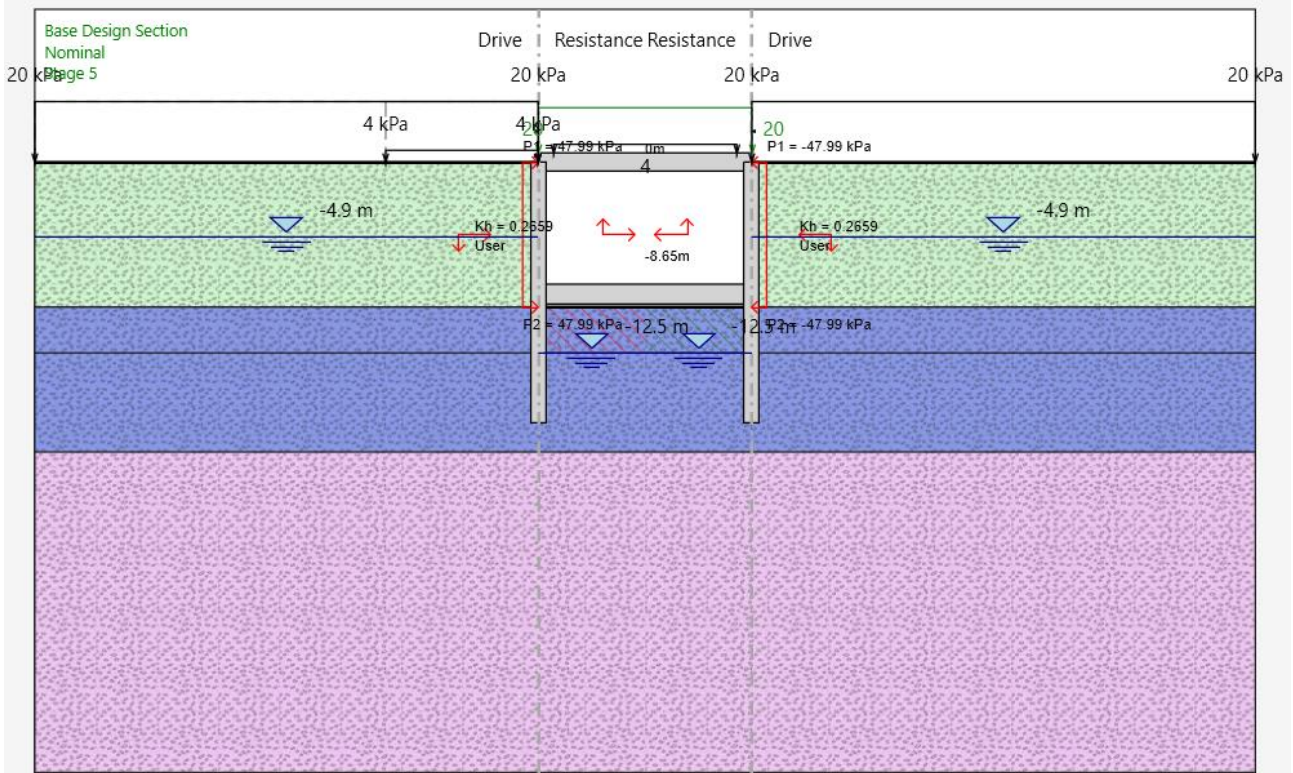 Base Design Section
Nominal
Stage 5
Drive
Resistance Resistance
Drive
20 kPa
20 kPa
20 kPa
20 kPa
4 kPa
4 kPa
20
20
P1 = 47.99 kPa
0m
P1 = -47.99 kPa
4
-4.9 m
-4.9 m
Kh = 0.2659
User
Kh = 0.2659
User
-8.65m
P2 = 47.99 kPa
-12.5 m
-12.5 m
P2 = -47.99 kPa